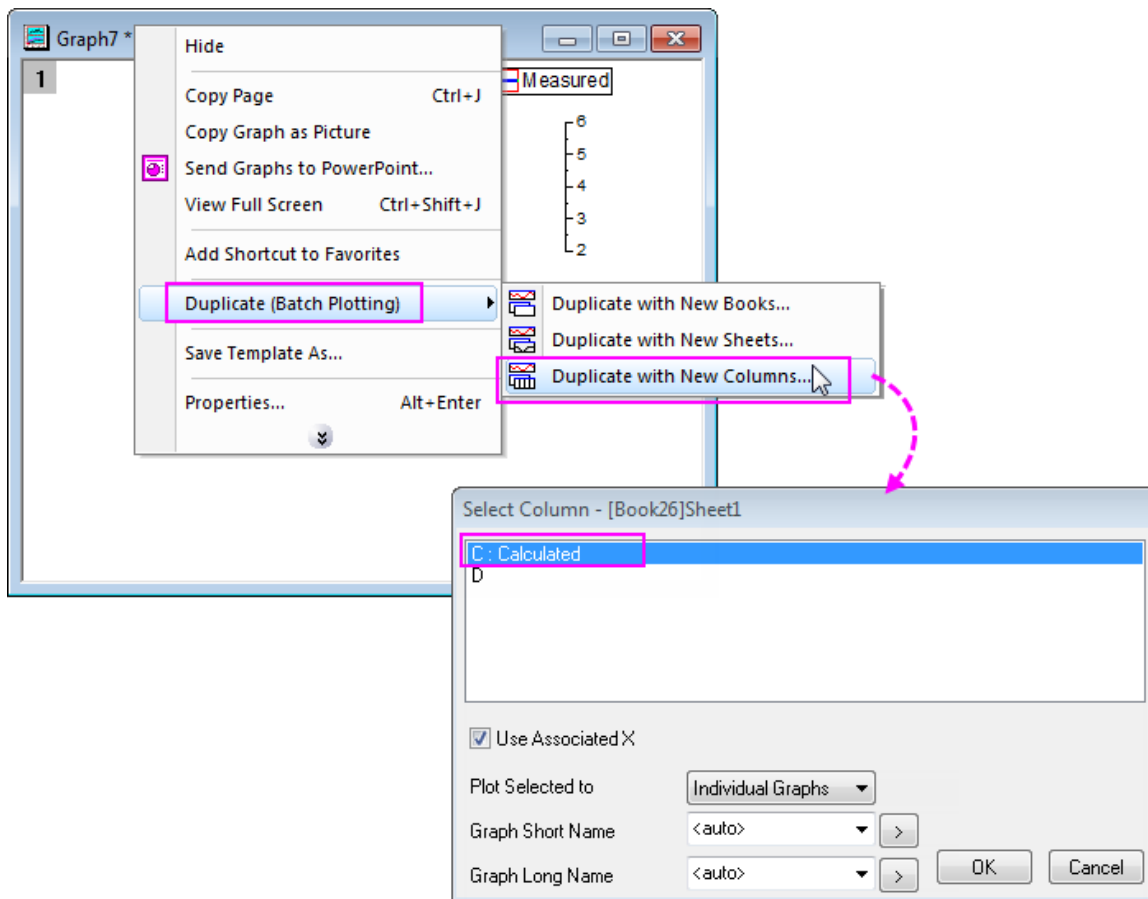 Graph7 *
1
Measured
6
5
4
3
2
Hide
Copy Page Ctrl+J
Copy Graph as Picture
Send Graphs to PowerPoint...
View Full Screen Ctrl+Shift+J
Add Shortcut to Favorites
Duplicate (Batch Plotting)
Save Template As...
Properties... Alt+Enter
Duplicate with New Books...
Duplicate with New Sheets...
Duplicate with New Columns...
Select Column - [Book26]Sheet1
C : Calculated
D
Use Associated X
Plot Selected to Individual Graphs
Graph Short Name <auto> >
Graph Long Name <auto> > OK Cancel